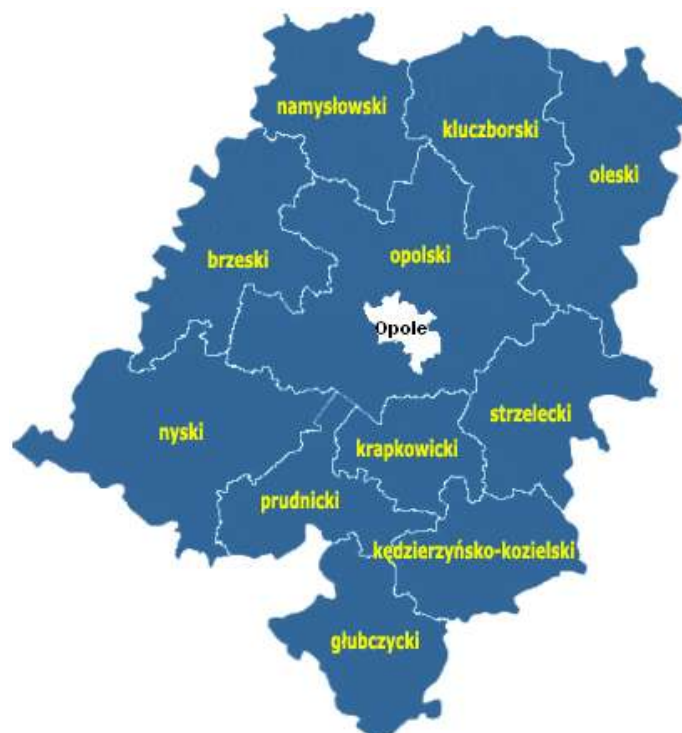 namysłowski
kluczborski
oleski
brzeski
opolski
Opole
strzelecki
nyski
krapkowicki
prudnicki
kędzierzyńsko-kozielski
głubczycki